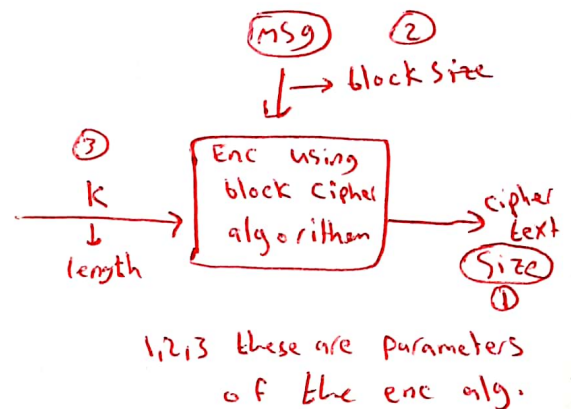 msg ②
block size
③
K
length
Enc using
block cipher
algorithem
cipher
text
size
①
1,2,3 these are parameters
of the enc alg.